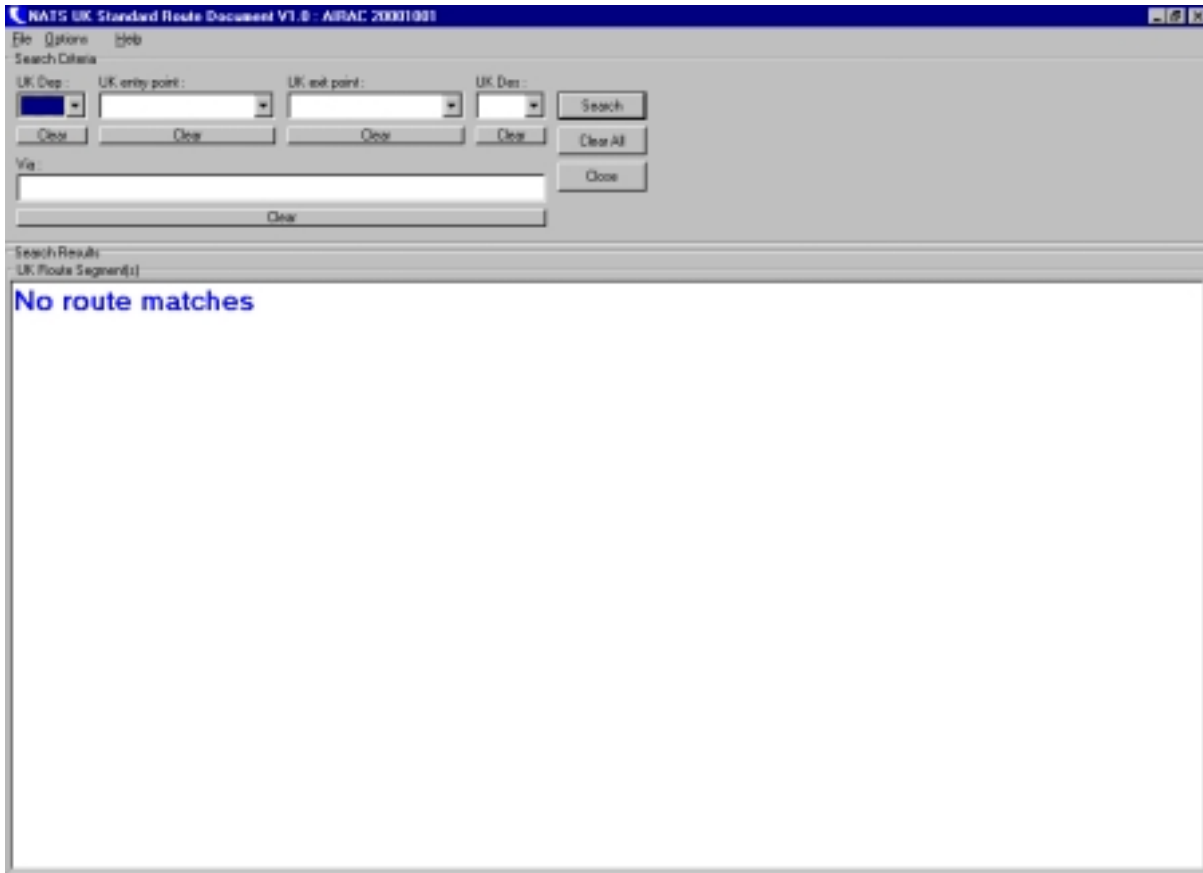 NATS UK Standard Route Document V1.0 : AIRAC 20001001
File Options Help
Search Criteria
UK Dep : UK entry point : UK exit point : UK Des :
Search
Clear Clear Clear Clear
Clear All
Via :
Close
Clear
Search Results
UK Route Segment(s)
No route matches